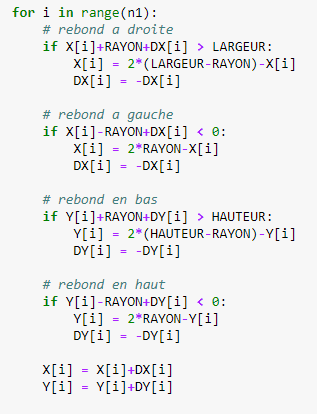 for i in range(n1):
    # rebond a droite
    if X[i]+RAYON+DX[i] > LARGEUR:
        X[i] = 2*(LARGEUR-RAYON)-X[i]
        DX[i] = -DX[i]

    # rebond a gauche
    if X[i]-RAYON+DX[i] < 0:
        X[i] = 2*RAYON-X[i]
        DX[i] = -DX[i]

    # rebond en bas
    if Y[i]+RAYON+DY[i] > HAUTEUR:
        Y[i] = 2*(HAUTEUR-RAYON)-Y[i]
        DY[i] = -DY[i]

    # rebond en haut
    if Y[i]-RAYON+DY[i] < 0:
        Y[i] = 2*RAYON-Y[i]
        DY[i] = -DY[i]

    X[i] = X[i]+DX[i]
    Y[i] = Y[i]+DY[i]